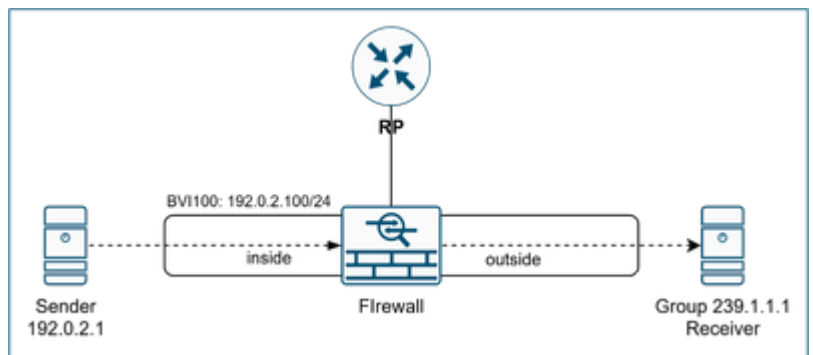 RP
BVI100: 192.0.2.100/24
inside
outside
Sender
192.0.2.1
FIrewall
Group 239.1.1.1
Receiver